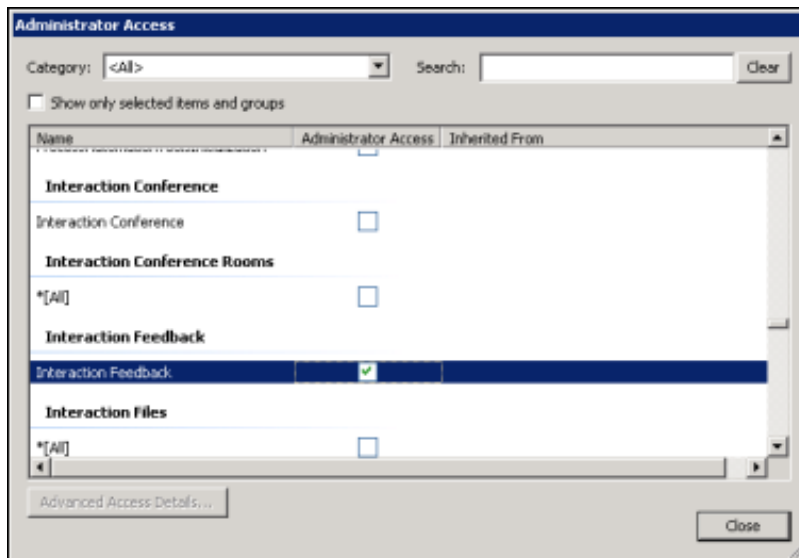 Administrator Access
Category: <All> Search: Clear
Show only selected items and groups
Name Administrator Access Inherited From
Interaction Conference
Interaction Conference
Interaction Conference Rooms
*[All]
Interaction Feedback
Interaction Feedback
Interaction Files
*[All]
Advanced Access Details...
Close